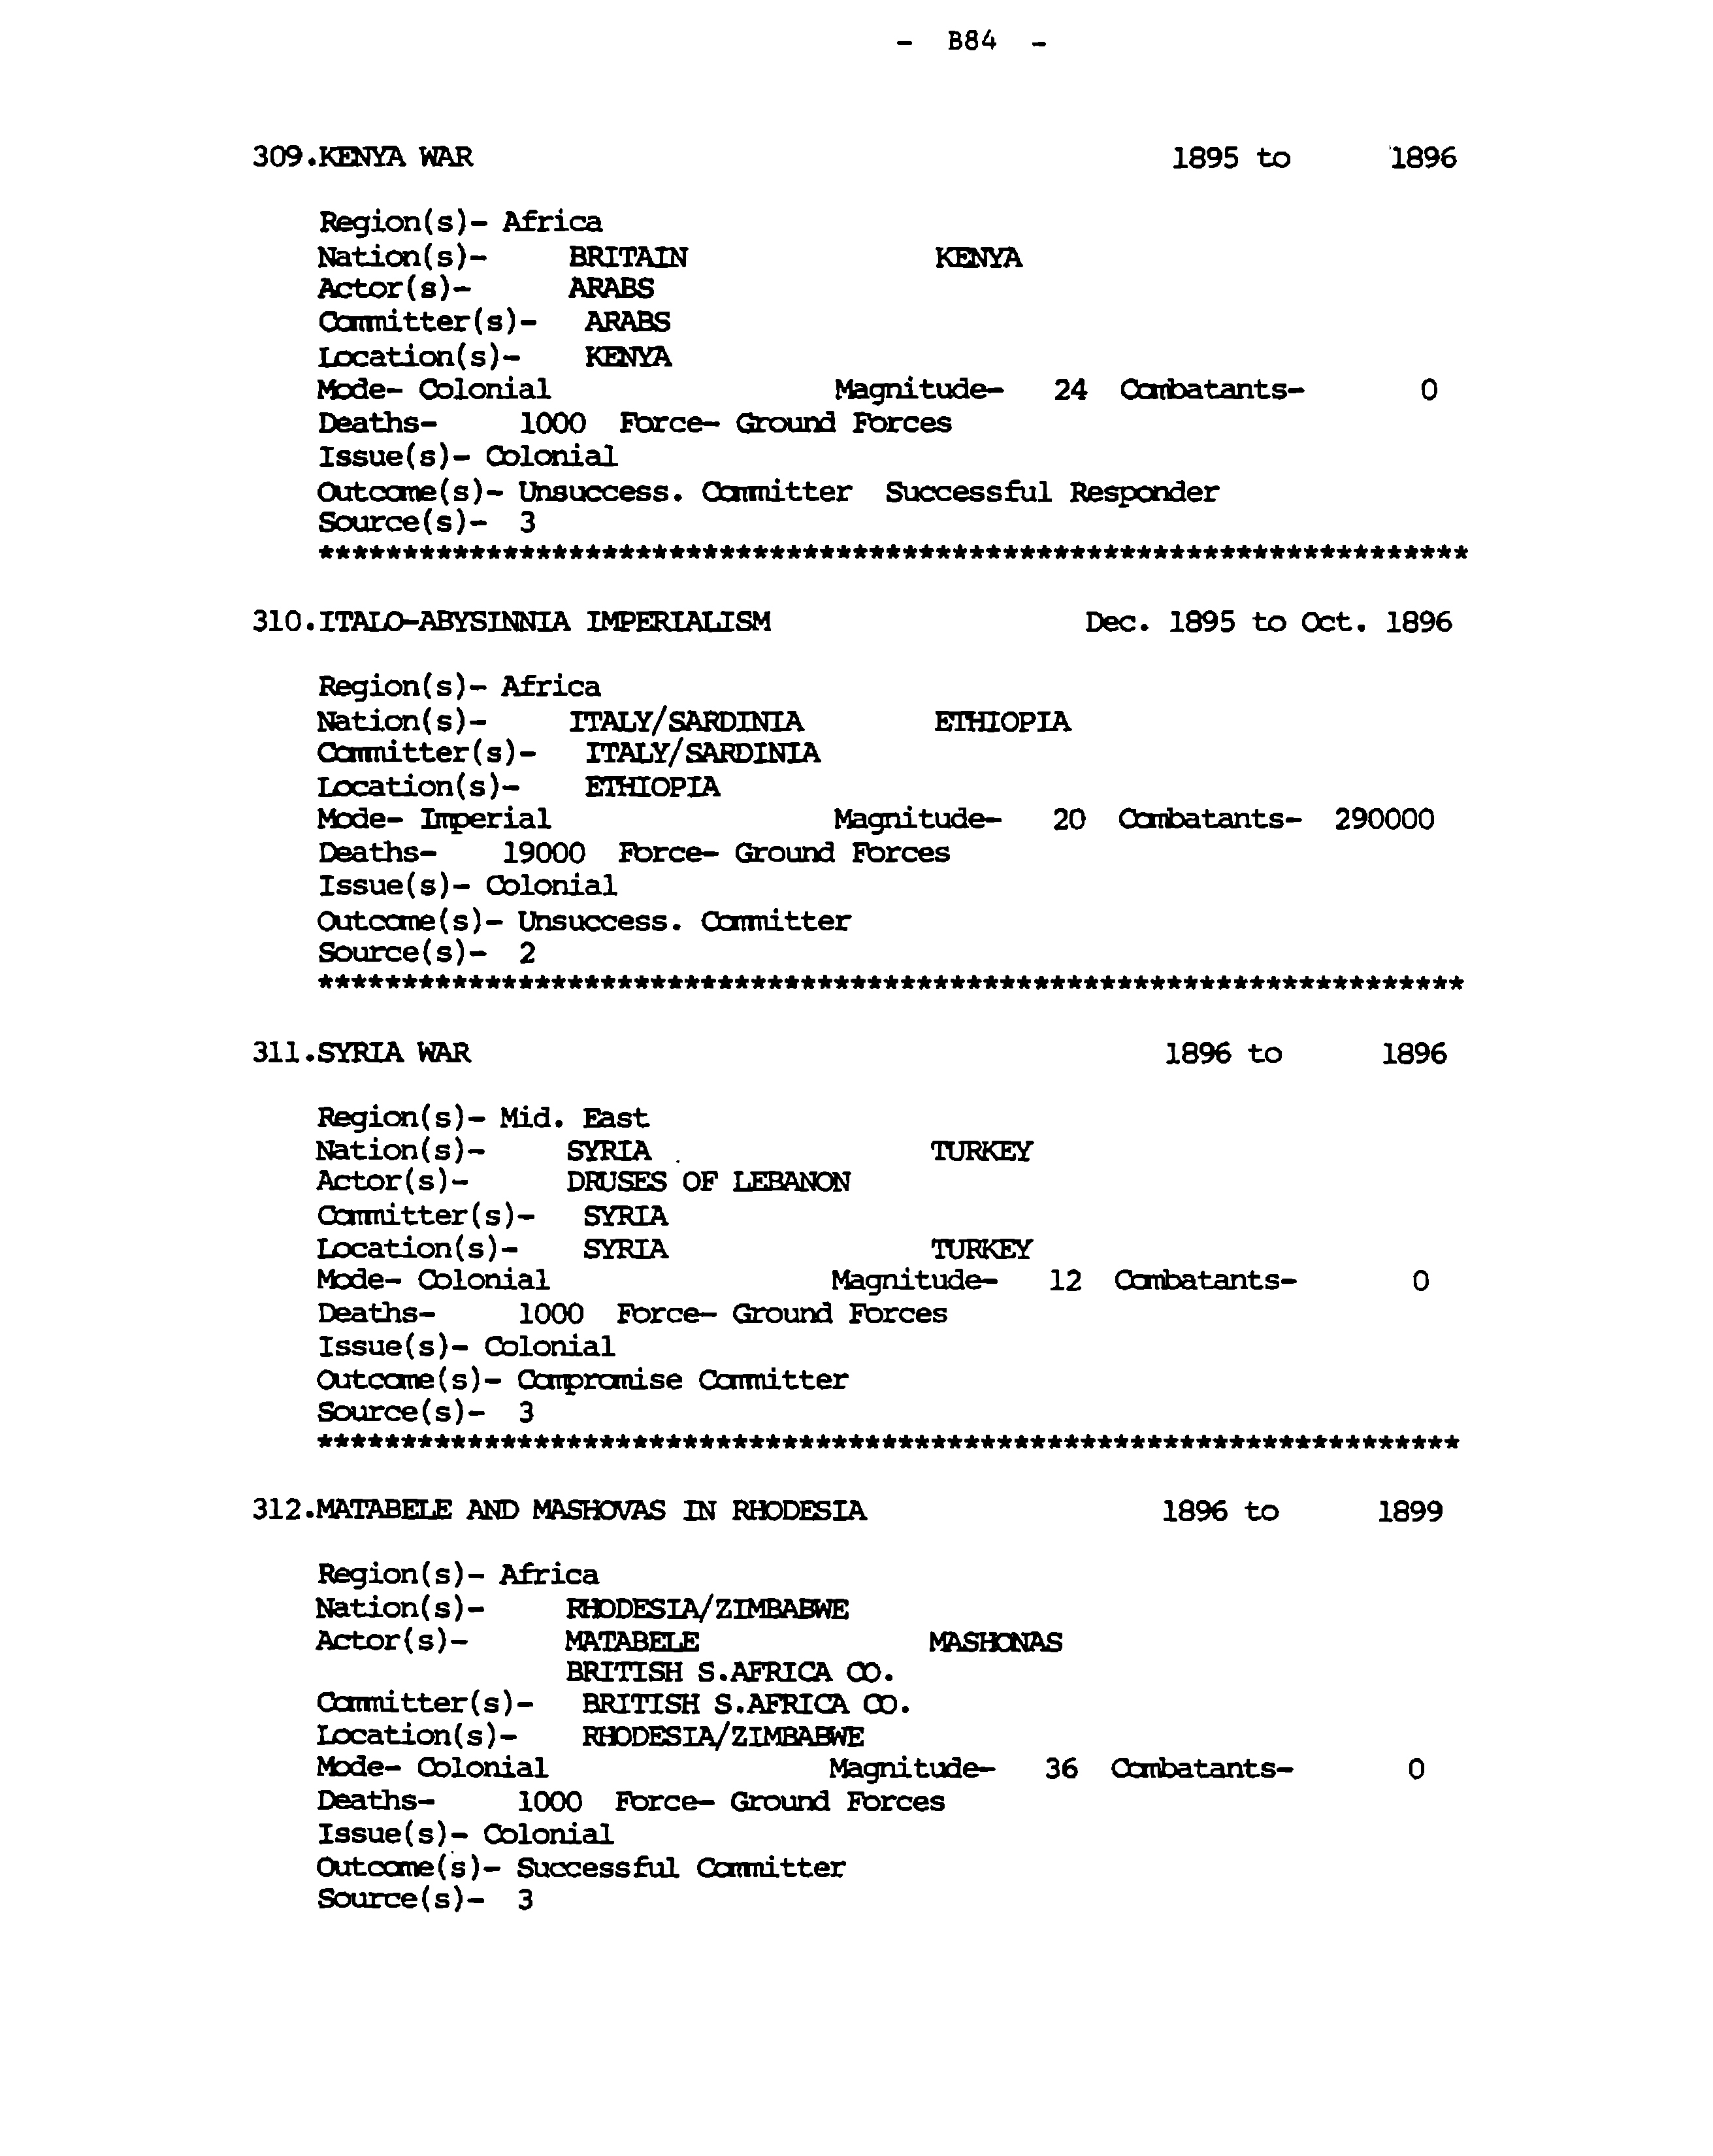 - B84 -
309.KENYA WAR 1895 to 1896
Region(s)- Africa
Nation(s)- BRITAIN KENYA
Actor(s)- ARABS
Committer(s)- ARABS
Location(s)- KENYA
Mode- Colonial Magnitude- 24 Combatants- 0
Deaths- 1000 Force- Ground Forces
Issue(s)- Colonial
Outcome(s)- Unsuccess. Committer Successful Responder
Source(s)- 3
*********************************************************************
310.ITALO-ABYSINNIA IMPERIALISM Dec. 1895 to Oct. 1896
Region(s)- Africa
Nation(s)- ITALY/SARDINIA ETHIOPIA
Committer(s)- ITALY/SARDINIA
Location(s)- ETHIOPIA
Mode- Imperial Magnitude- 20 Combatants- 290000
Deaths- 19000 Force- Ground Forces
Issue(s)- Colonial
Outcome(s)- Unsuccess. Committer
Source(s)- 2
*********************************************************************
311.SYRIA WAR 1896 to 1896
Region(s)- Mid. East
Nation(s)- SYRIA TURKEY
Actor(s)- DRUSES OF LEBANON
Committer(s)- SYRIA
Location(s)- SYRIA TURKEY
Mode- Colonial Magnitude- 12 Combatants- 0
Deaths- 1000 Force- Ground Forces
Issue(s)- Colonial
Outcome(s)- Compromise Committer
Source(s)- 3
*********************************************************************
312.MATABELE AND MASHOVAS IN RHODESIA 1896 to 1899
Region(s)- Africa
Nation(s)- RHODESIA/ZIMBABWE
Actor(s)- MATABELE MASHONAS
BRITISH S.AFRICA CO.
Committer(s)- BRITISH S.AFRICA CO.
Location(s)- RHODESIA/ZIMBABWE
Mode- Colonial Magnitude- 36 Combatants- 0
Deaths- 1000 Force- Ground Forces
Issue(s)- Colonial
Outcome(s)- Successful Committer
Source(s)- 3